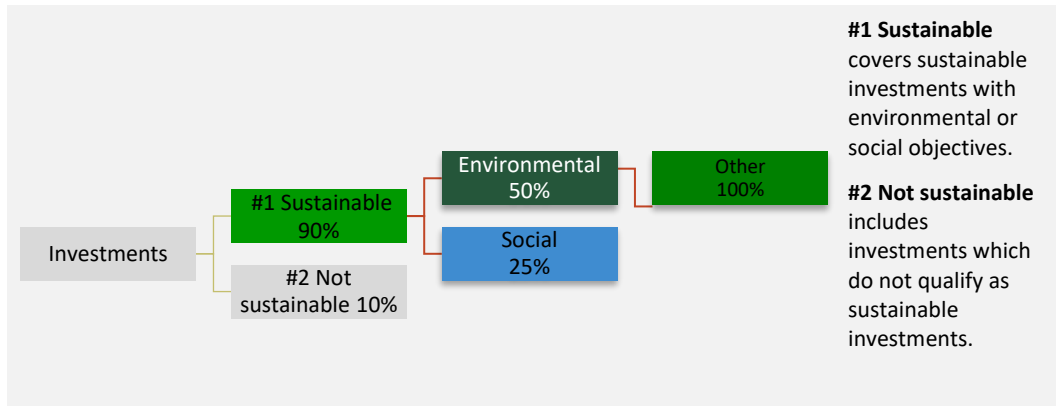 Investments
#1 Sustainable
90%
#2 Not
sustainable 10%
Environmental
50%
Social
25%
Other
100%
#1 Sustainable
covers sustainable
investments with
environmental or
social objectives.
#2 Not sustainable
includes
investments which
do not qualify as
sustainable
investments.